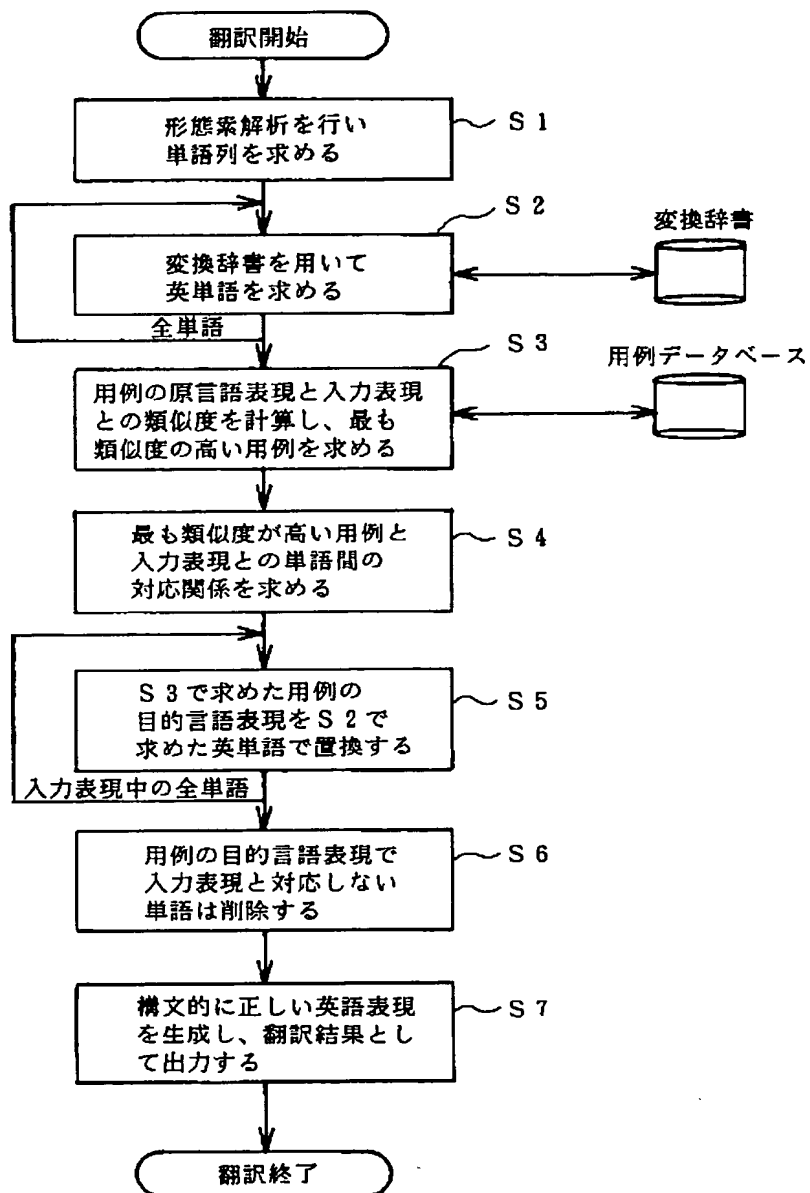 翻訳開始
形態素解析を行い
単語列を求める
S1
変換辞書を用いて
英単語を求める
S2
変換辞書
全単語
用例の原言語表現と入力表現
との類似度を計算し、最も
類似度の高い用例を求める
S3
用例データベース
最も類似度が高い用例と
入力表現との単語間の
対応関係を求める
S4
S3で求めた用例の
目的言語表現をS2で
求めた英単語で置換する
S5
入力表現中の全単語
用例の目的言語表現で
入力表現と対応しない
単語は削除する
S6
構文的に正しい英語表現
を生成し、翻訳結果とし
て出力する
S7
翻訳終了